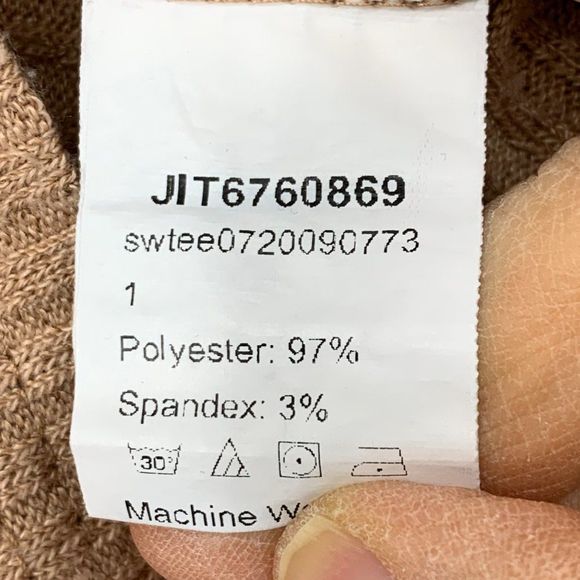 JIT6760869
swtee0720090773
1
Polyester: 97%
Spandex: 3%
30°
Machine